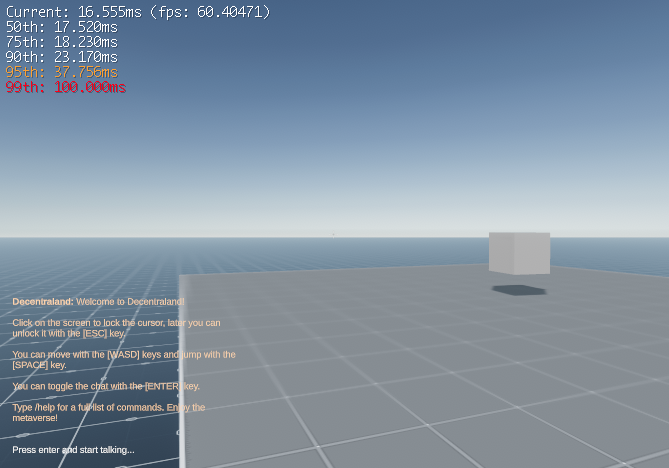 Current: 16.555ms (fps: 60.40471)
50th: 17.520ms
75th: 18.230ms
90th: 23.170ms
95th: 37.756ms
99th: 100.000ms
Decentraland: Welcome to Decentraland!
Click on the screen to lock the cursor, later you can
unlock it with the [ESC] key.
You can move with the [WASD] keys and jump with the
[SPACE] key.
You can toggle the chat with the [ENTER] key.
Type /help for a full list of commands. Enjoy the
metaverse!
Press enter and start talking...